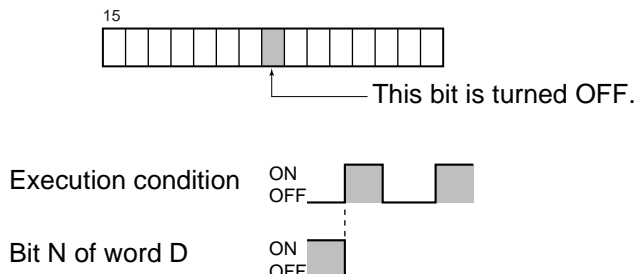 15
This bit is turned OFF.
Execution condition
ON
OFF
Bit N of word D
ON
OFF